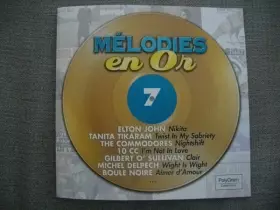 MÉLODIES
en Or
7
ELTON JOHN Nikita
TANITA TIKARAM Twist In My Sobriety
THE COMMODORES Nightshift
10 CC I'm Not In Love
GILBERT O' SULLIVAN Clair
MICHEL DELPECH Wight Is Wight
BOULE NOIRE Aimer d'Amour
PolyGram